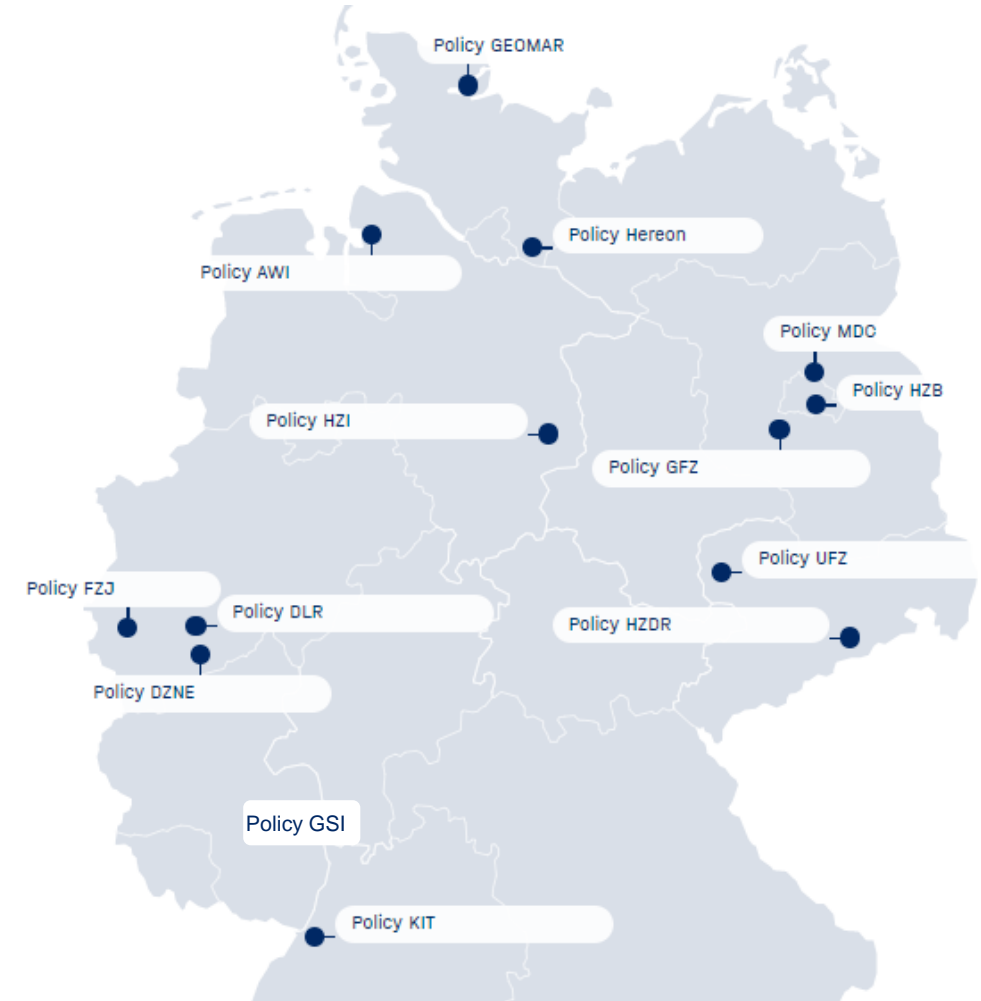 Policy GEOMAR
Policy Hereon
Policy AWI
Policy MDC
Policy HZB
Policy HZI
Policy GFZ
Policy UFZ
Policy FZJ
Policy DLR
Policy HZDR
Policy DZNE
Policy GSI
Policy KIT